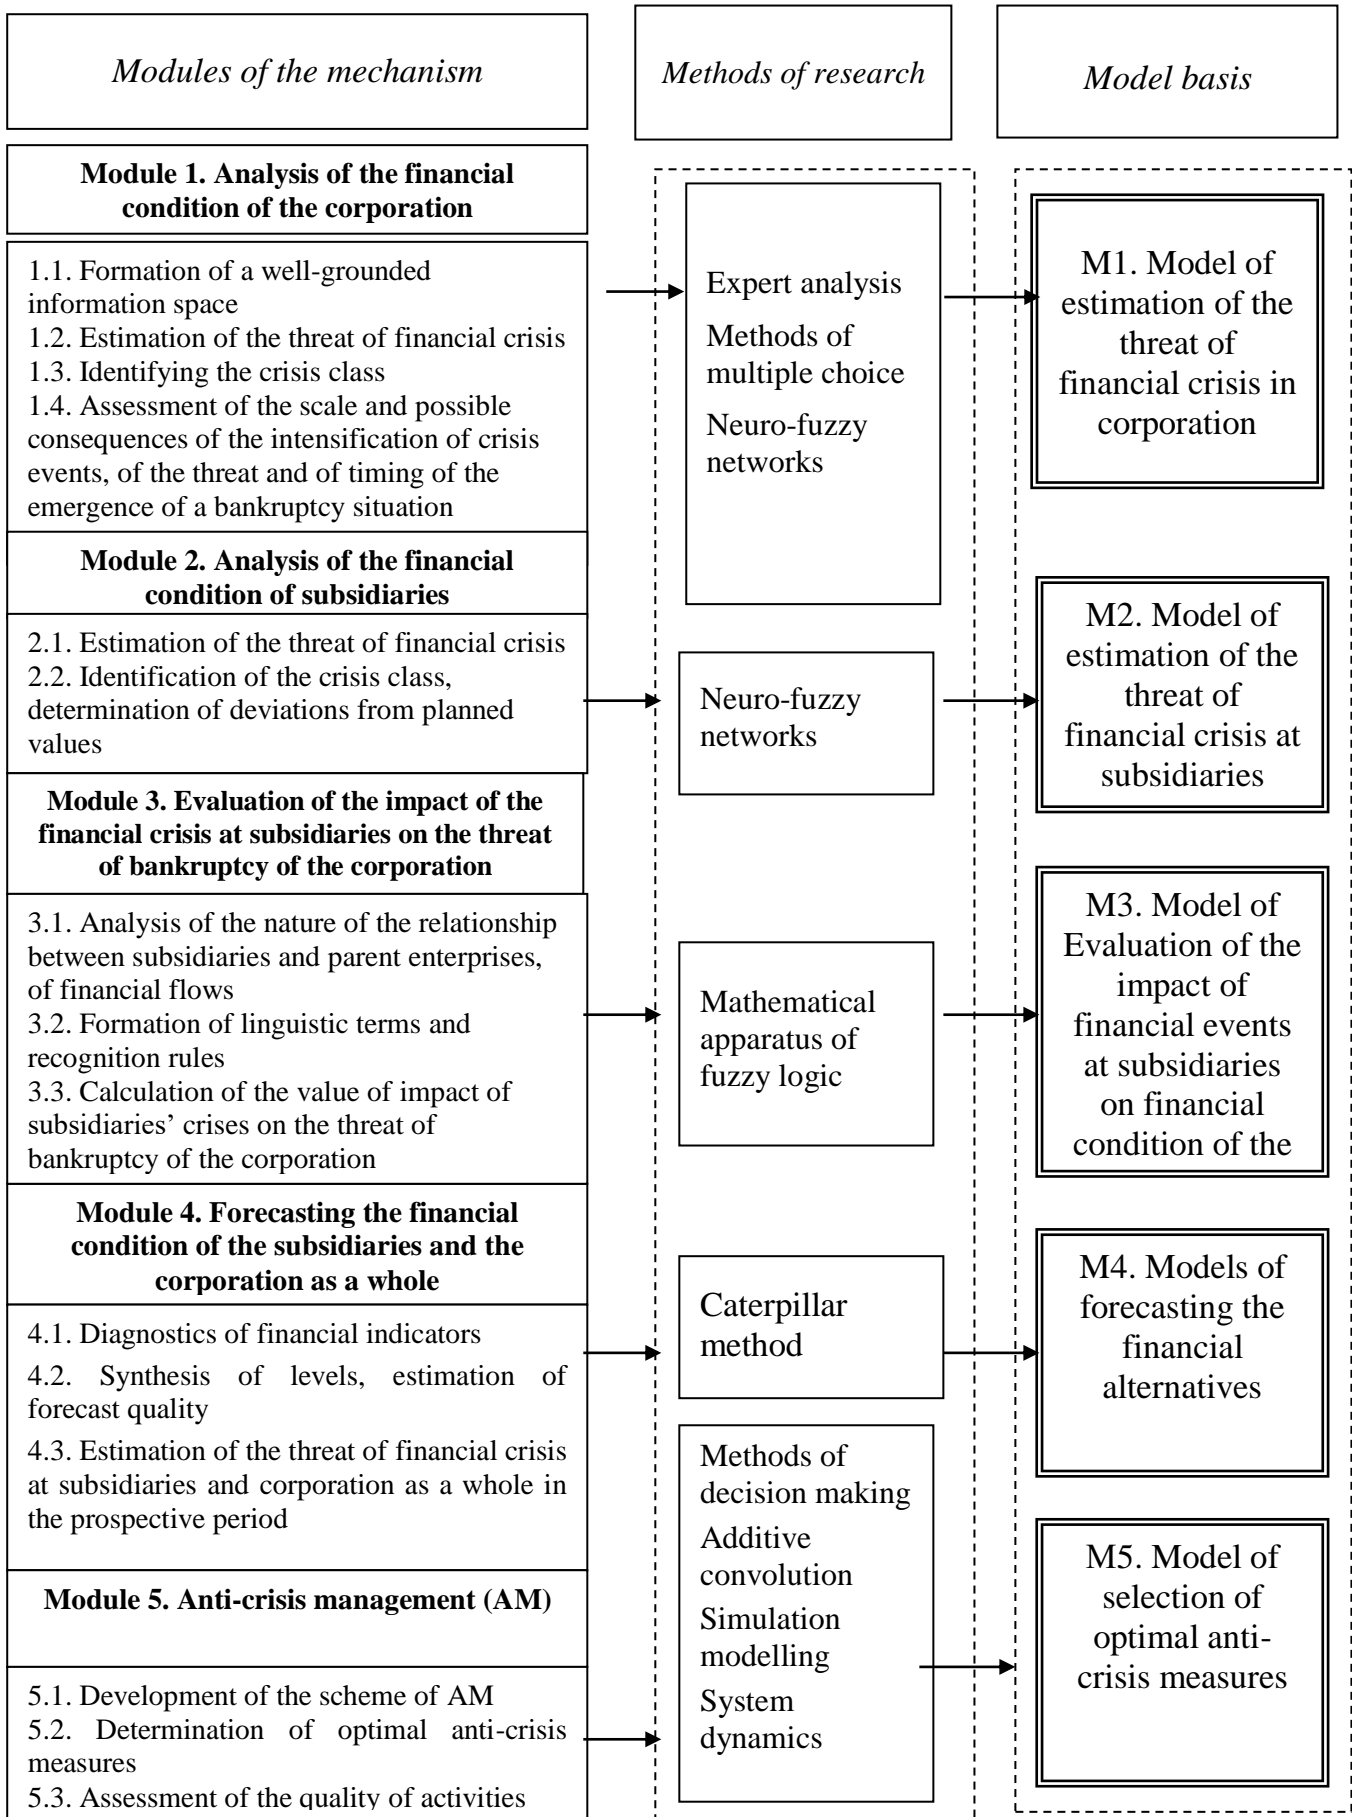 Modules of the mechanism
Methods of research
Model basis
Module 1. Analysis of the financial
condition of the corporation
1.1. Formation of a well-grounded
information space
1.2. Estimation of the threat of financial crisis
1.3. Identifying the crisis class
1.4. Assessment of the scale and possible
consequences of the intensification of crisis
events, of the threat and of timing of the
emergence of a bankruptcy situation
Expert analysis
Methods of
multiple choice
Neuro-fuzzy
networks
M1. Model of
estimation of the
threat of
financial crisis in
corporation
Module 2. Analysis of the financial
condition of subsidiaries
2.1. Estimation of the threat of financial crisis
2.2. Identification of the crisis class,
determination of deviations from planned
values
Neuro-fuzzy
networks
M2. Model of
estimation of the
threat of
financial crisis at
subsidiaries
Module 3. Evaluation of the impact of the
financial crisis at subsidiaries on the threat
of bankruptcy of the corporation
3.1. Analysis of the nature of the relationship
between subsidiaries and parent enterprises,
of financial flows
3.2. Formation of linguistic terms and
recognition rules
3.3. Calculation of the value of impact of
subsidiaries’ crises on the threat of
bankruptcy of the corporation
Mathematical
apparatus of
fuzzy logic
M3. Model of
Evaluation of the
impact of
financial events
at subsidiaries
on financial
condition of the
Module 4. Forecasting the financial
condition of the subsidiaries and the
corporation as a whole
4.1. Diagnostics of financial indicators
4.2. Synthesis of levels, estimation of
forecast quality
4.3. Estimation of the threat of financial crisis
at subsidiaries and corporation as a whole in
the prospective period
Caterpillar
method
M4. Models of
forecasting the
financial
alternatives
Module 5. Anti-crisis management (AM)
5.1. Development of the scheme of AM
5.2. Determination of optimal anti-crisis
measures
5.3. Assessment of the quality of activities
Methods of
decision making
Additive
convolution
Simulation
modelling
System
dynamics
M5. Model of
selection of
optimal anti-
crisis measures